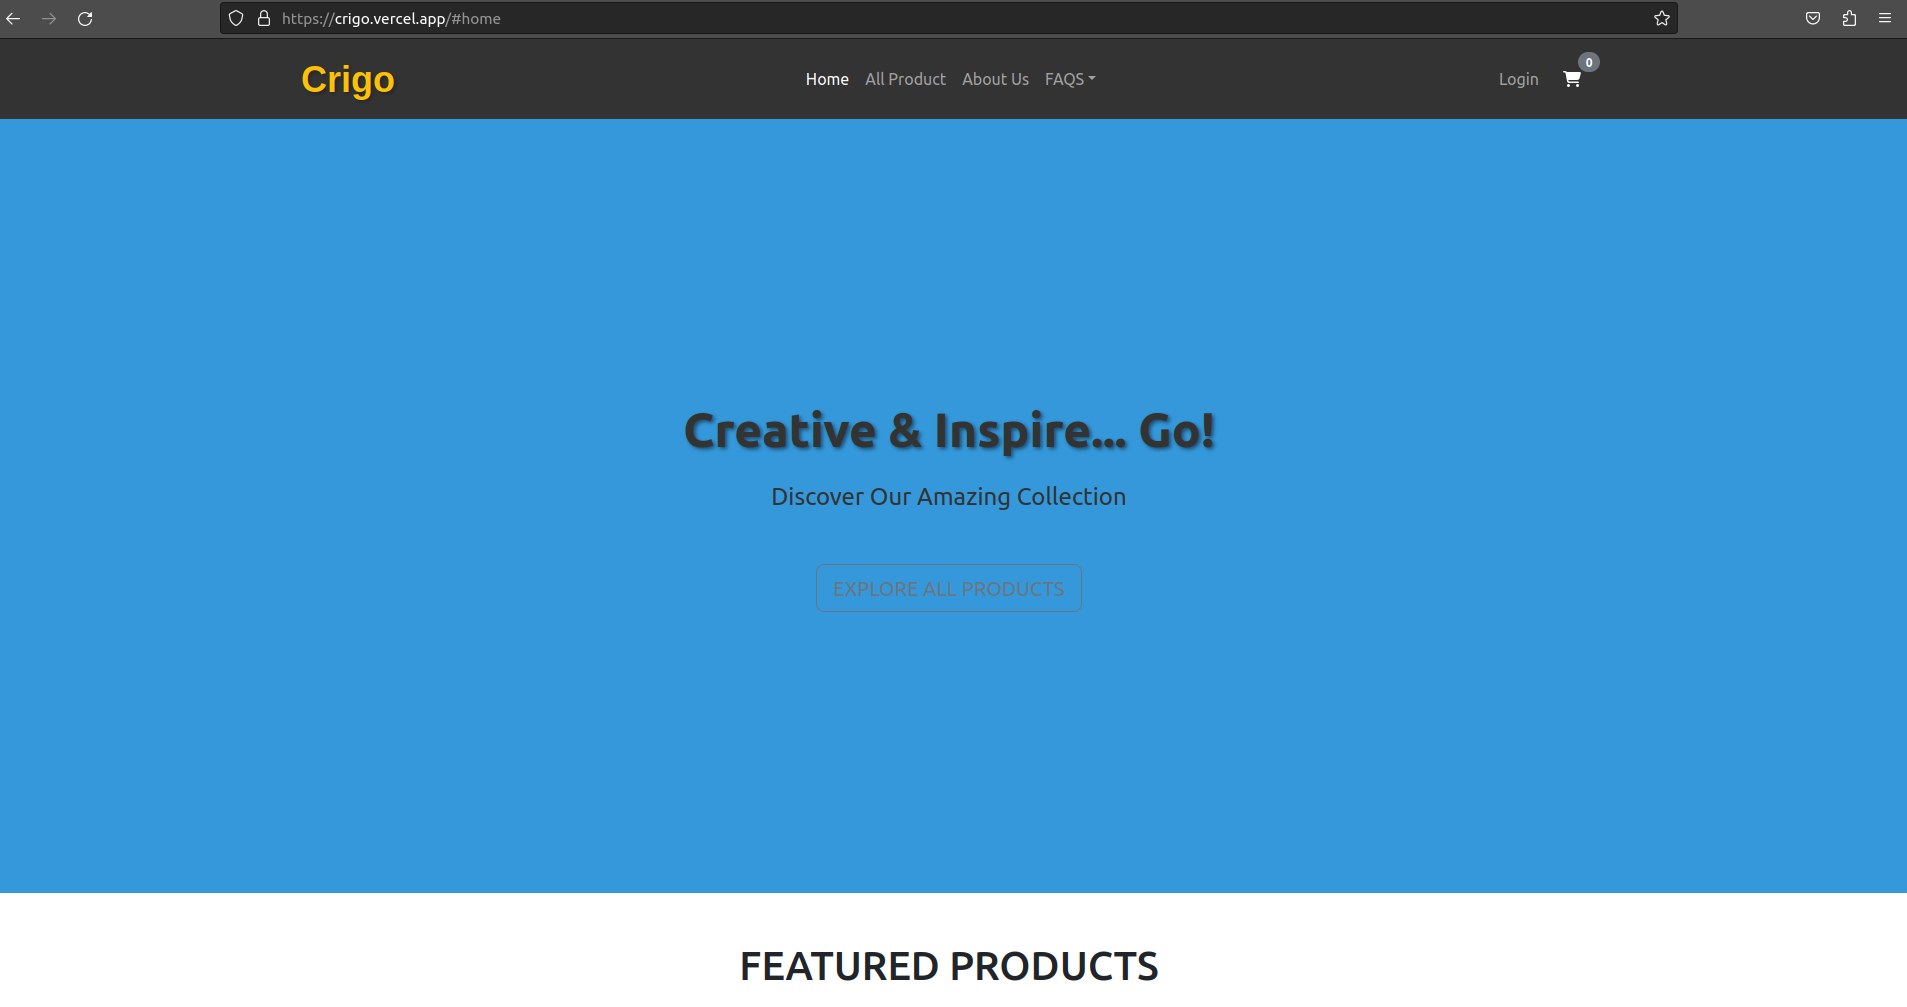 https://crigo.vercel.app/#home
Crigo
Home All Product About Us FAQS
Login
0
Creative & Inspire... Go!
Discover Our Amazing Collection
EXPLORE ALL PRODUCTS
FEATURED PRODUCTS